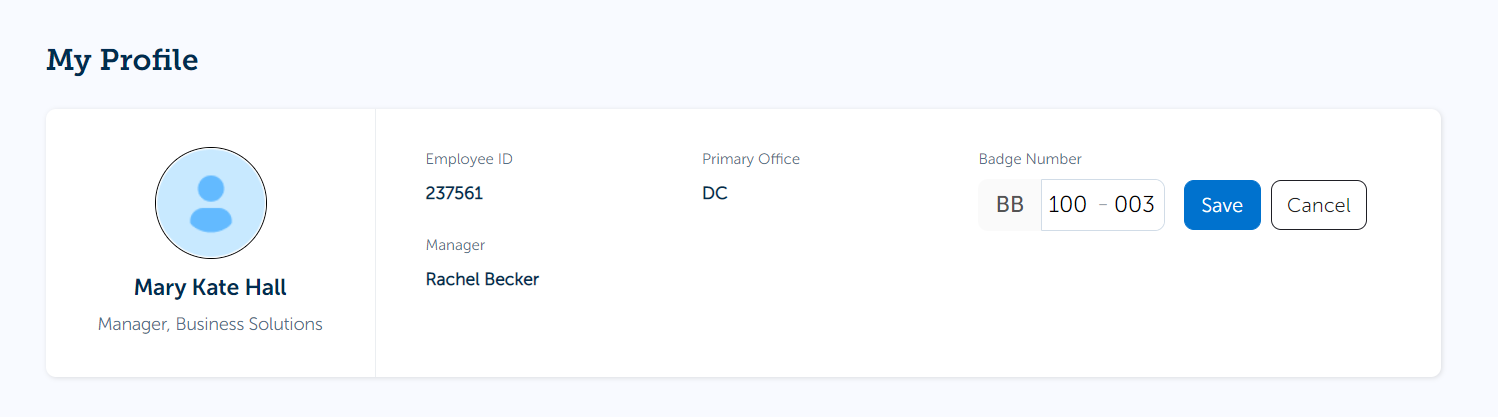 My Profile
Mary Kate Hall
Manager, Business Solutions
Employee ID
237561
Manager
Rachel Becker
Primary Office
DC
Badge Number
BB 100 - 003 Save Cancel